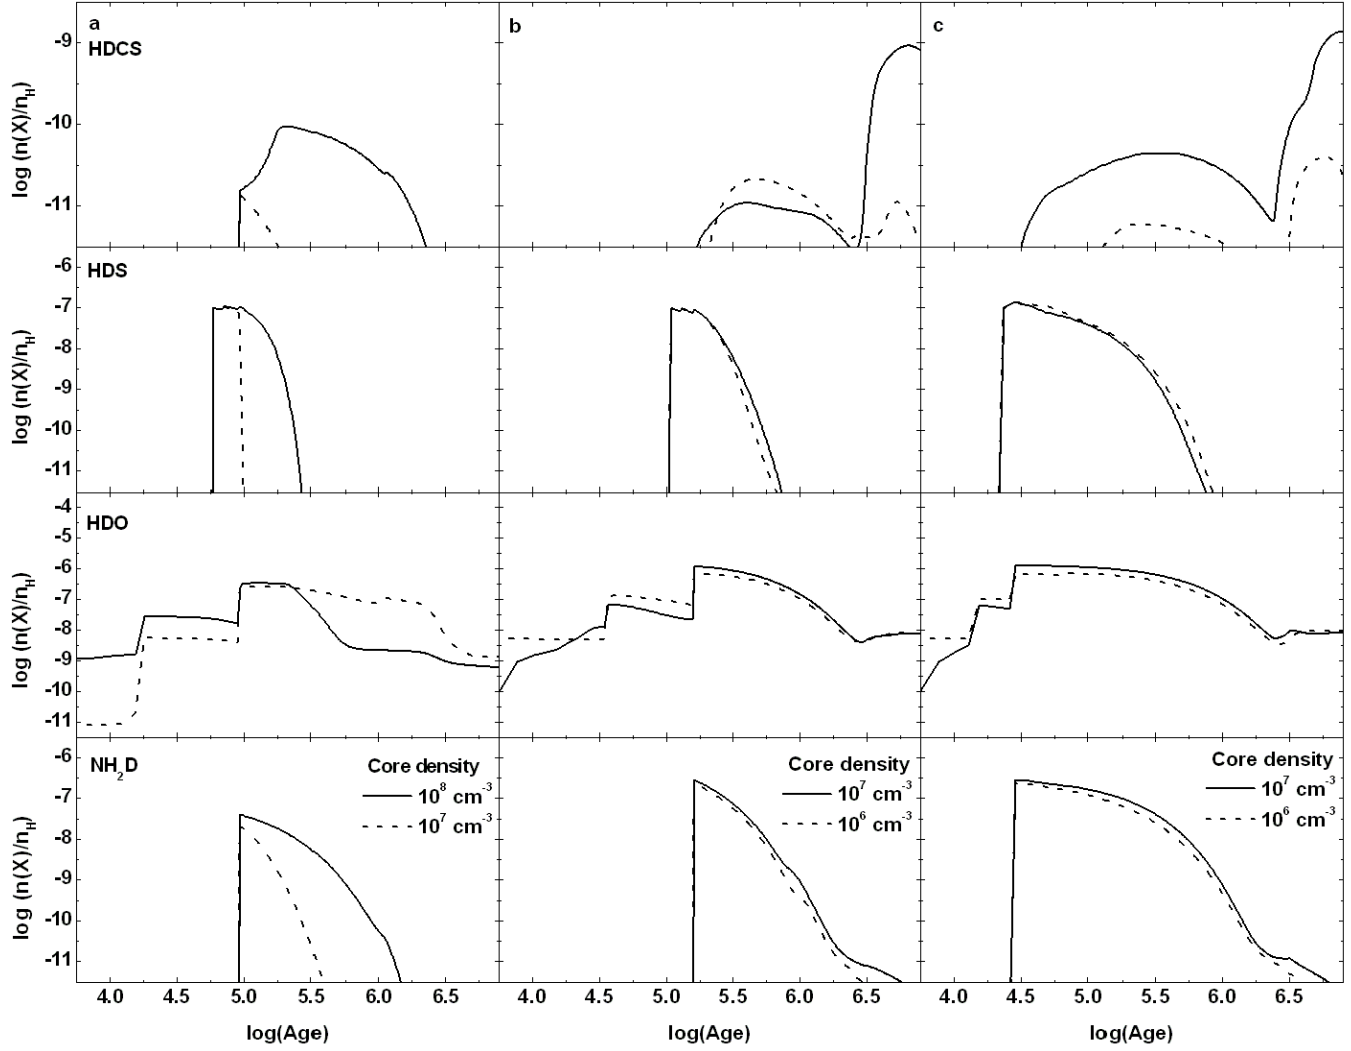 a
HDCS
b
c
-9
-10
-11
log (n(X)/n_H)
HDS
-6
-7
-8
-9
-10
-11
log (n(X)/n_H)
HDO
-4
-5
-6
-7
-8
-9
-10
-11
log (n(X)/n_H)
NH₂D
-6
-7
-8
-9
-10
-11
log (n(X)/n_H)
Core density
10⁸ cm⁻³
10⁷ cm⁻³
Core density
10⁷ cm⁻³
10⁶ cm⁻³
Core density
10⁷ cm⁻³
10⁶ cm⁻³
4.0 4.5 5.0 5.5 6.0 6.5
4.0 4.5 5.0 5.5 6.0 6.5
4.0 4.5 5.0 5.5 6.0 6.5
log(Age)
log(Age)
log(Age)